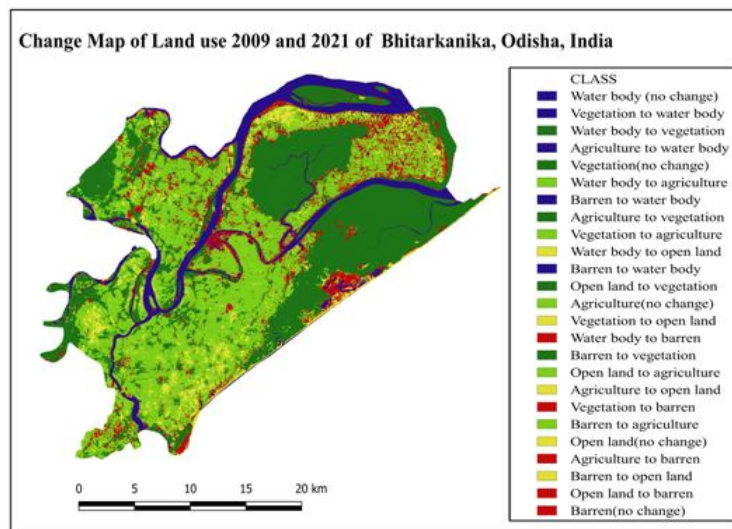 Change Map of Land use 2009 and 2021 of Bhitarkanika, Odisha, India
CLASS
Water body (no change)
Vegetation to water body
Water body to vegetation
Agriculture to water body
Vegetation(no change)
Water body to agriculture
Barren to water body
Agriculture to vegetation
Vegetation to agriculture
Water body to open land
Barren to water body
Open land to vegetation
Agriculture(no change)
Vegetation to open land
Water body to barren
Barren to vegetation
Open land to agriculture
Agriculture to open land
Vegetation to barren
Barren to agriculture
Open land(no change)
Agriculture to barren
Barren to open land
Open land to barren
Barren(no change)
0 5 10 15 20 km